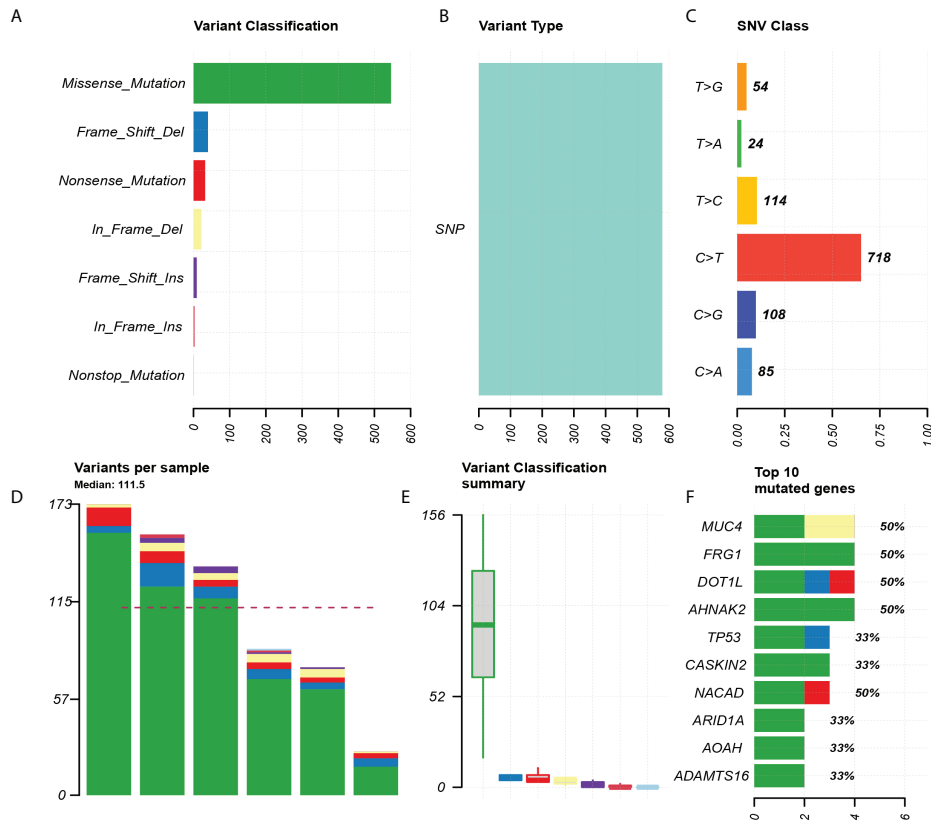 A
Variant Classification
Missense_Mutation
Frame_Shift_Del
Nonsense_Mutation
In_Frame_Del
Frame_Shift_Ins
In_Frame_Ins
Nonstop_Mutation
0
100
200
300
400
500
600
B
Variant Type
SNP
0
100
200
300
400
500
600
C
SNV Class
T>G
54
T>A
24
T>C
114
C>T
718
C>G
108
C>A
85
0.00
0.25
0.50
0.75
1.00
D
Variants per sample
Median: 111.5
173
115
57
0
E
Variant Classification
summary
156
104
52
0
F
Top 10
mutated genes
MUC4
50%
FRG1
50%
DOT1L
50%
AHNAK2
50%
TP53
33%
CASKIN2
33%
NACAD
50%
ARID1A
33%
AOAH
33%
ADAMTS16
33%
0
2
4
6